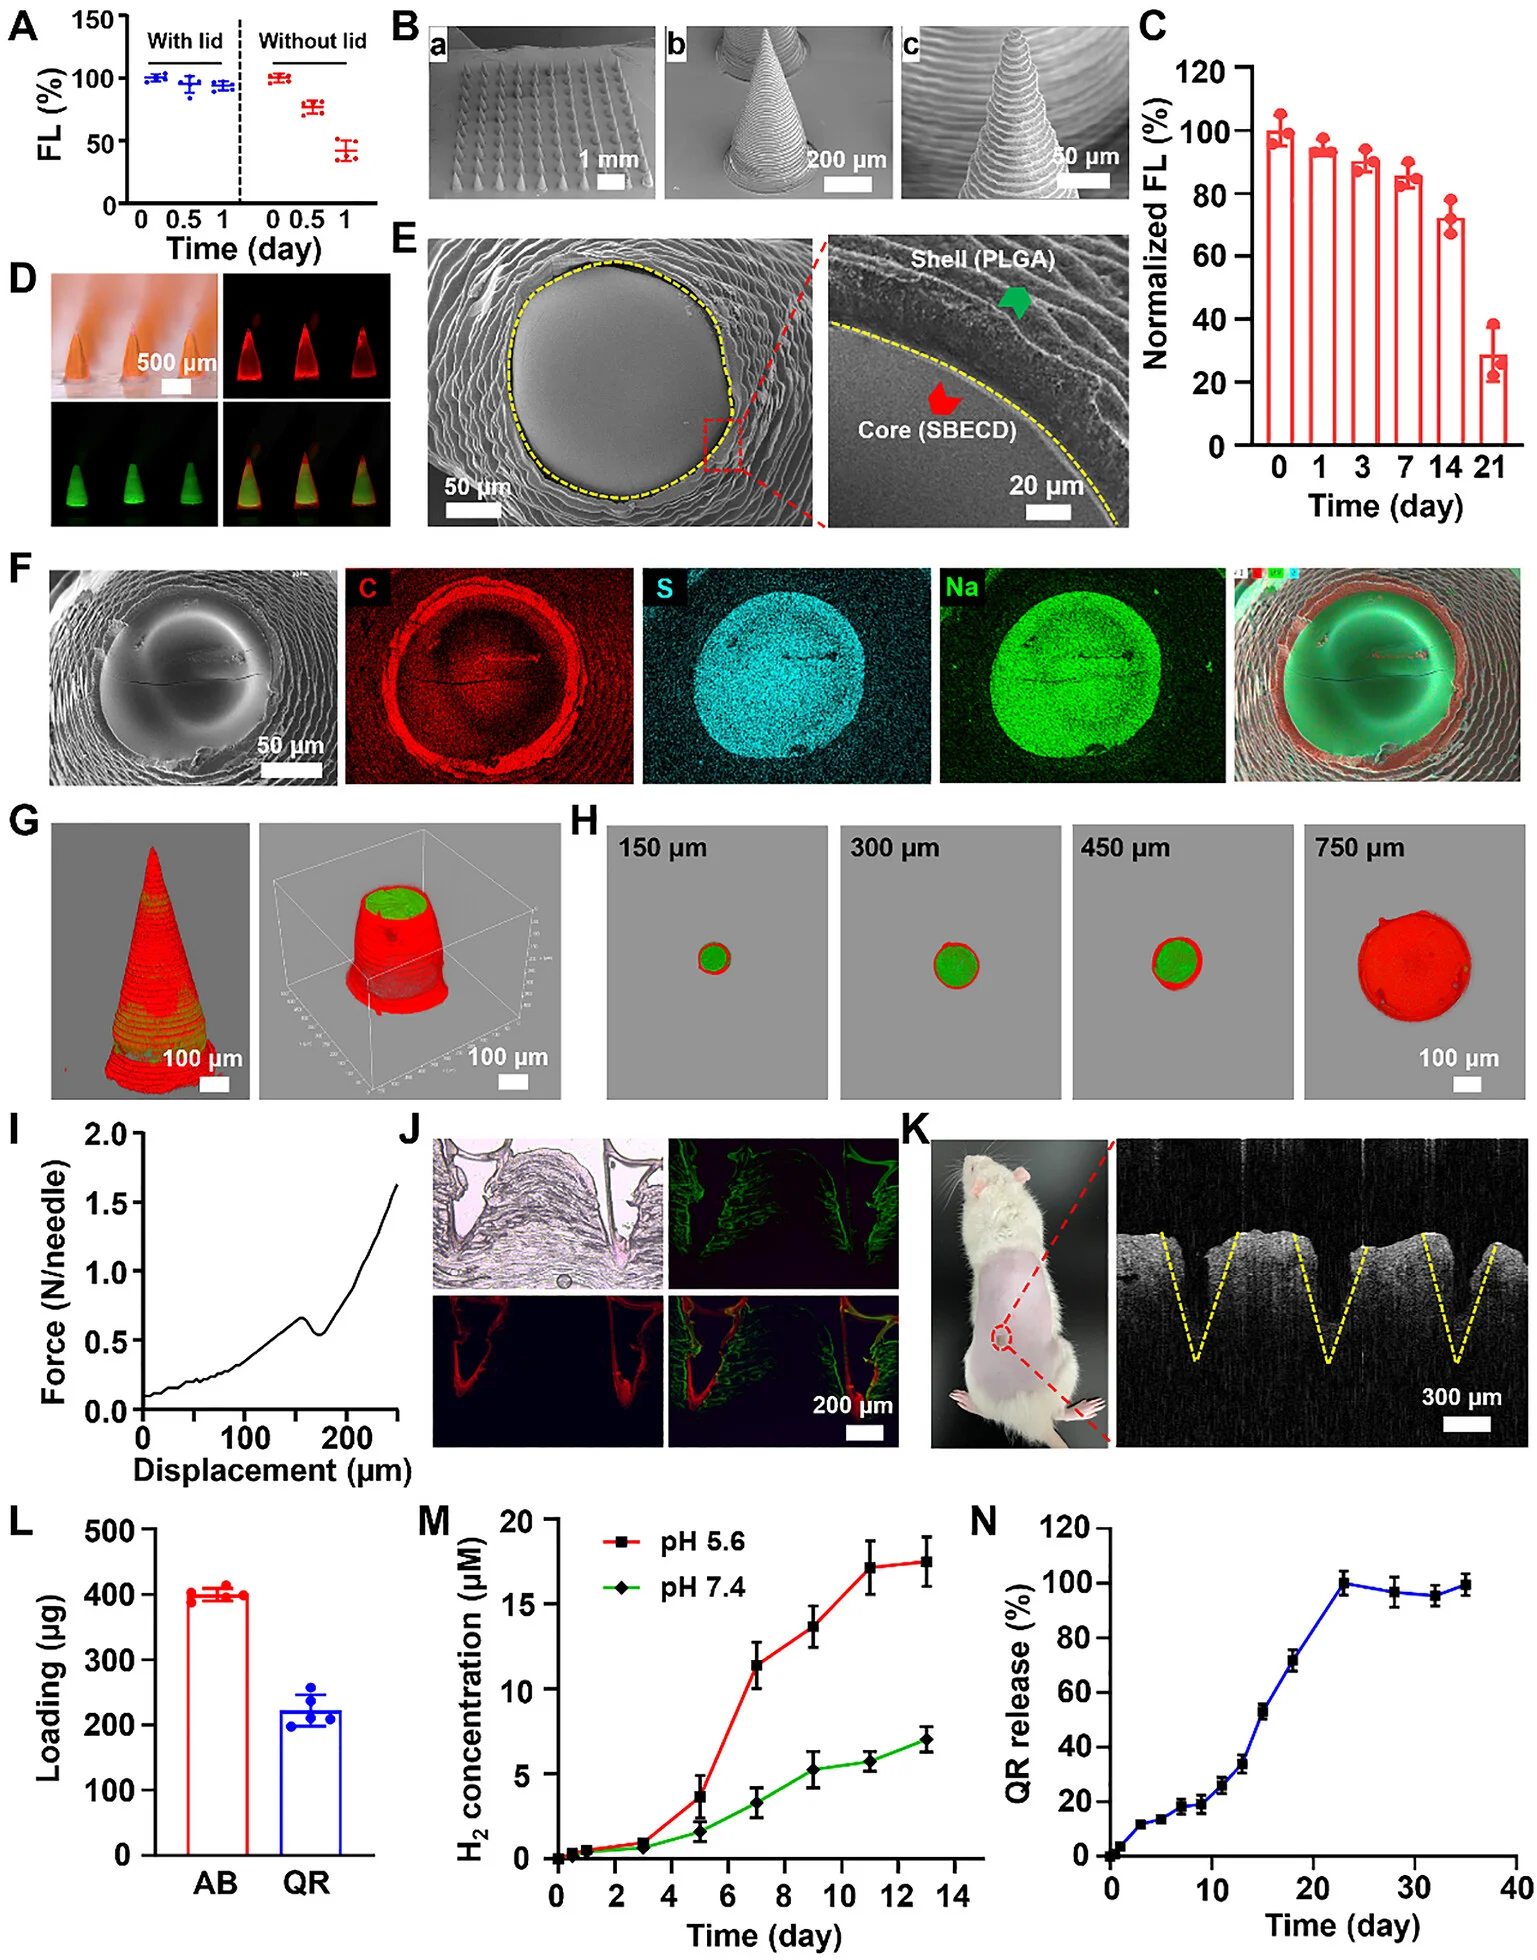 A
150
100
50
0
FL (%)
With lid
Without lid
0 0.5 1
0 0.5 1
Time (day)
B
a
1 mm
b
200 µm
c
50 µm
C
120
100
80
60
40
20
0
Normalized FL (%)
0 1 3 7 14 21
Time (day)
D
500 µm
E
50 µm
Shell (PLGA)
Core (SBECD)
20 µm
F
50 µm
C
S
Na
G
100 µm
100 µm
H
150 µm
300 µm
450 µm
750 µm
100 µm
I
2.0
1.5
1.0
0.5
0.0
Force (N/needle)
0 100 200
Displacement (µm)
J
200 µm
K
300 µm
L
500
400
300
200
100
0
Loading (µg)
AB QR
M
20
15
10
5
0
H₂ concentration (µM)
pH 5.6
pH 7.4
0 2 4 6 8 10 12 14
Time (day)
N
120
100
80
60
40
20
0
QR release (%)
0 10 20 30 40
Time (day)